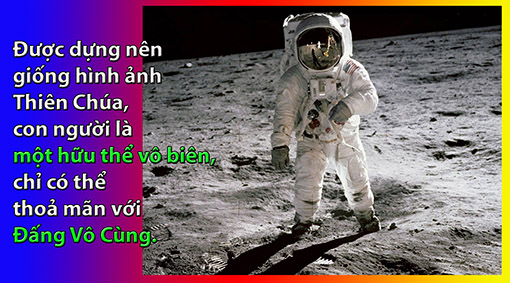 Được dựng nên
giống hình ảnh
Thiên Chúa,
con người là
một hữu thể vô biên,
chỉ có thể
thoả mãn với
Đấng Vô Cùng.